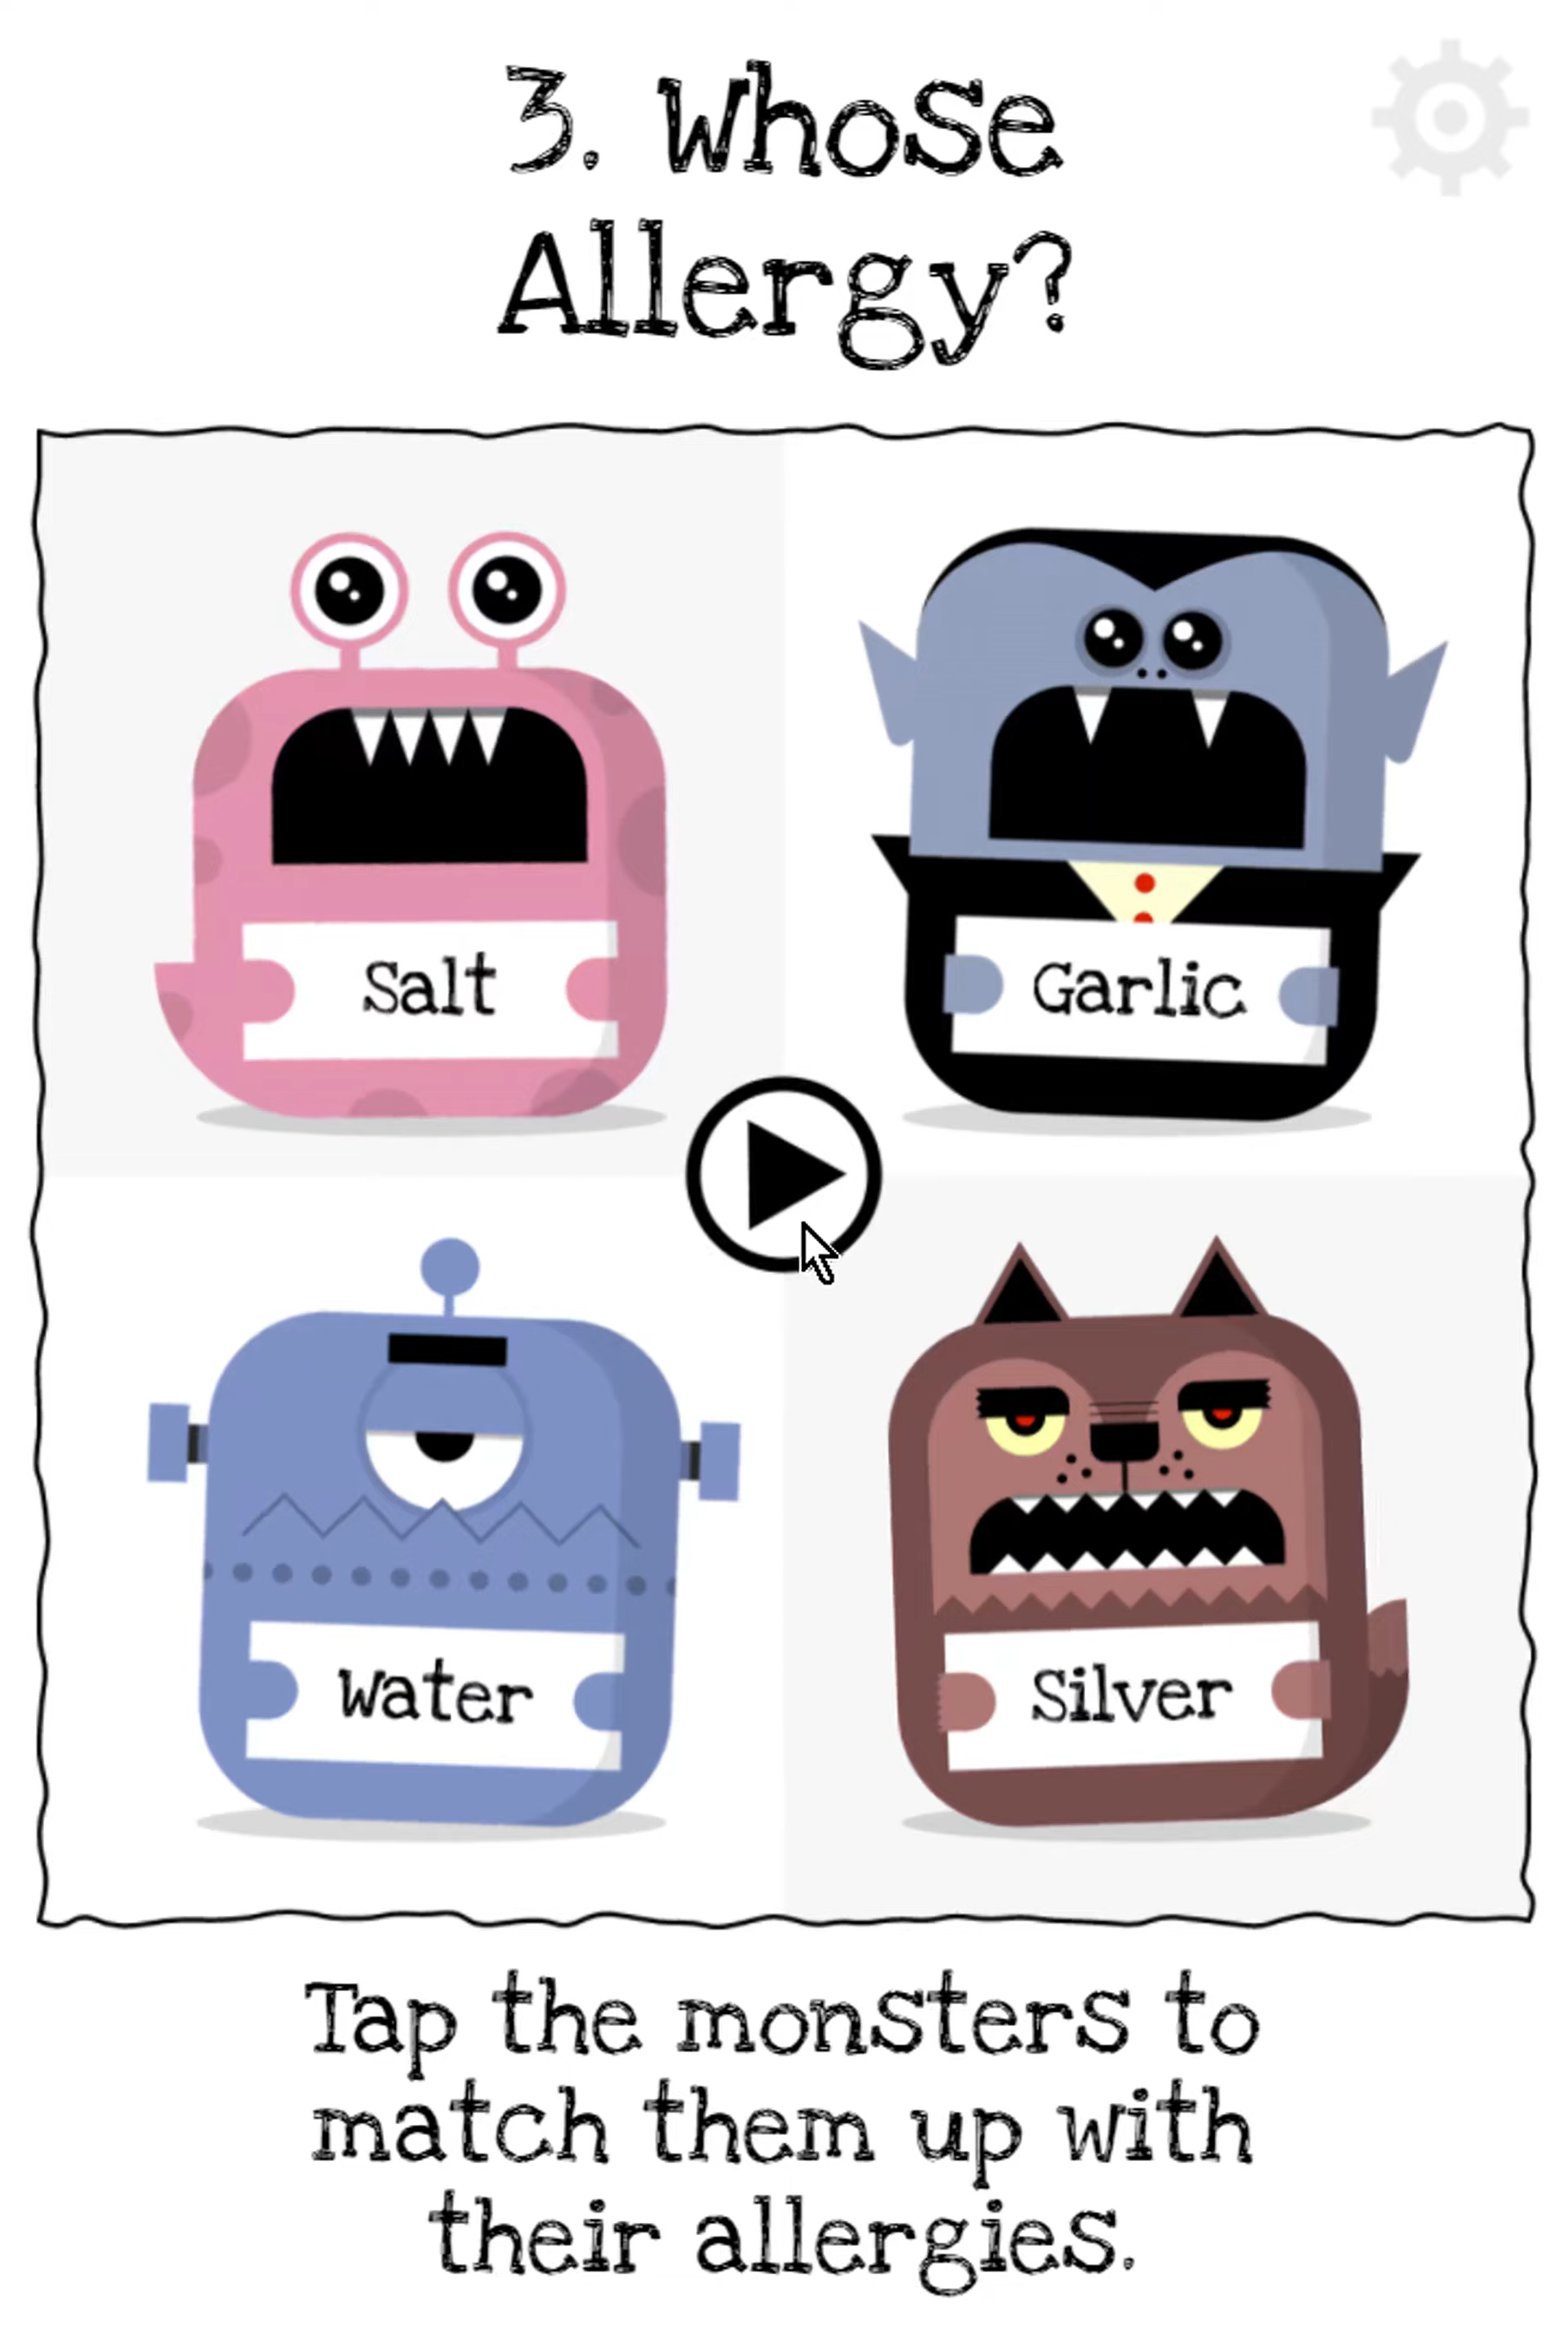 3. Whose
Allergy?
Salt
Garlic
Water
Silver
Tap the monsters to
match them up with
their allergies.